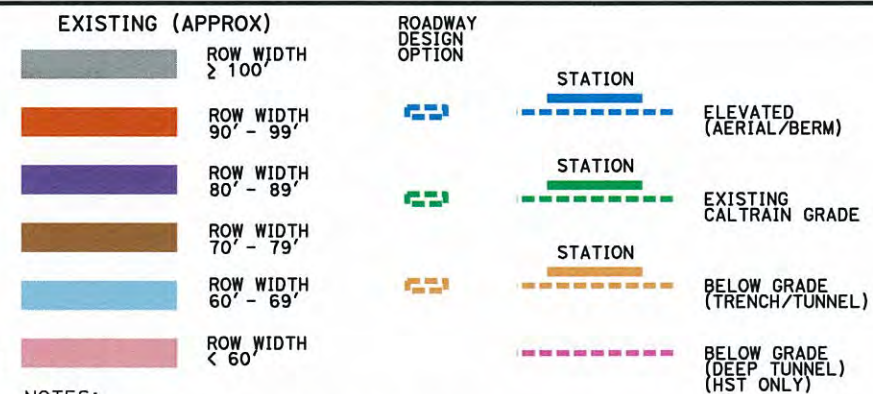 EXISTING (APPROX)
ROW WIDTH
≥ 100'
ROW WIDTH
90' - 99'
ROW WIDTH
80' - 89'
ROW WIDTH
70' - 79'
ROW WIDTH
60' - 69'
ROW WIDTH
< 60'
NOTES:
ROADWAY
DESIGN
OPTION
STATION
ELEVATED
(AERIAL/BERM)
STATION
EXISTING
CALTRAIN GRADE
STATION
BELOW GRADE
(TRENCH/TUNNEL)
BELOW GRADE
(DEEP TUNNEL)
(HST ONLY)